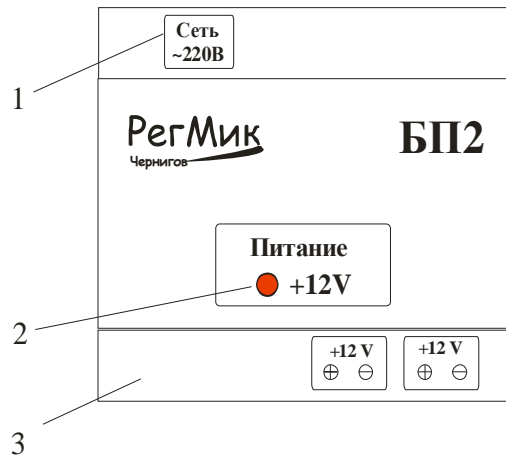 Сеть
~220В
1
РегМик
Чернигов
БП2
Питание
+12V
2
+12 V
+12 V
⊕ ⊖
⊕ ⊖
3